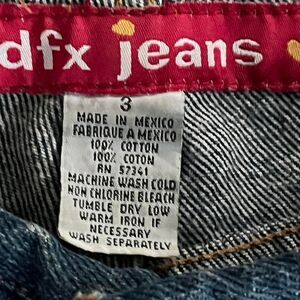 dfx jeans
3
MADE IN MEXICO
FABRIQUE A MEXICO
100% COTTON
100% COTON
RN 57341
MACHINE WASH COLD
NON CHLORINE BLEACH
TUMBLE DRY LOW
WARM IRON IF
NECESSARY
WASH SEPARATELY